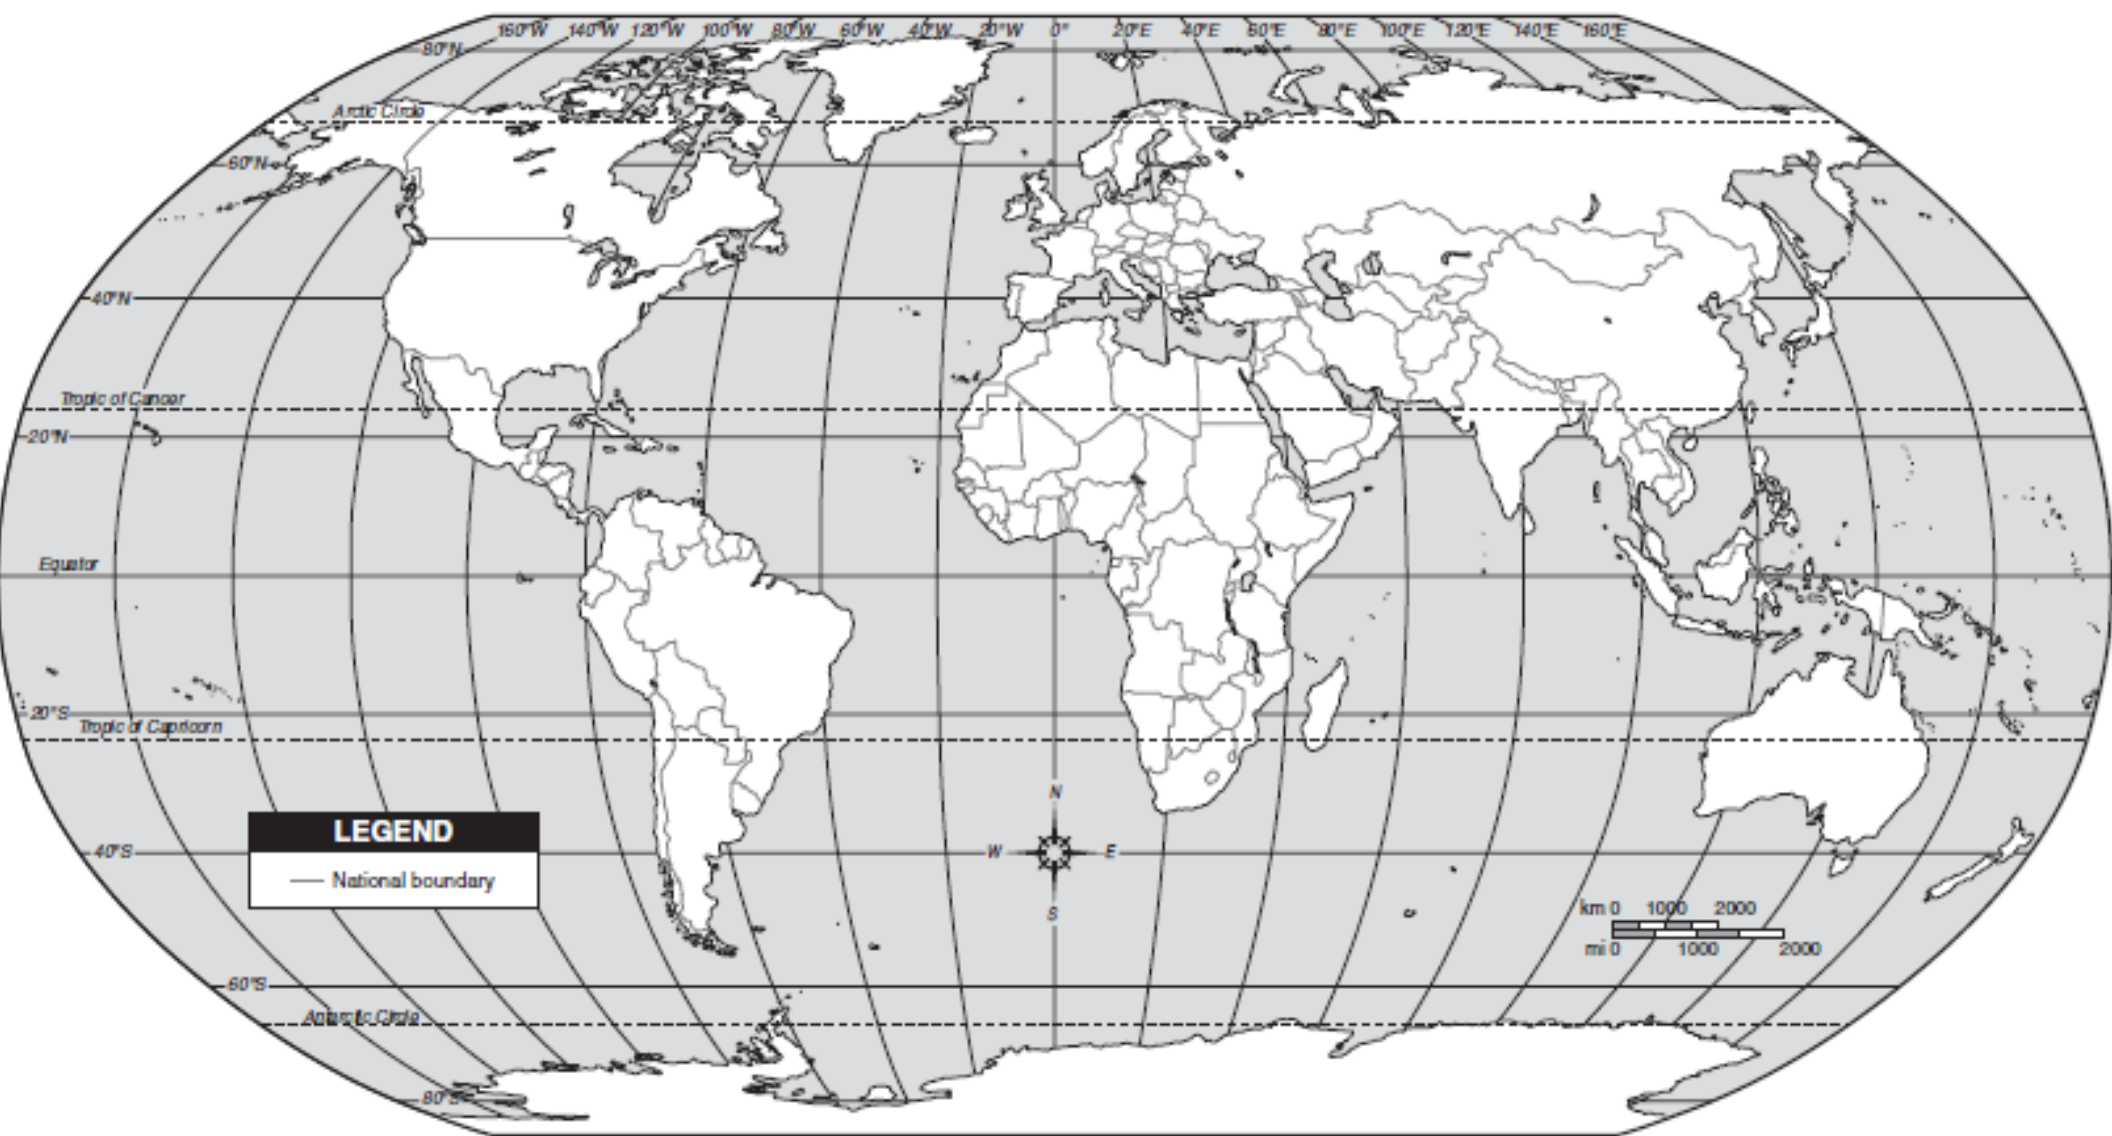 160°W 140°W 120°W 100°W 80°W 60°W 40°W 20°W 0° 20°E 40°E 60°E 80°E 100°E 120°E 140°E 160°E
80°N
Arctic Circle
60°N
40°N
Tropic of Cancer
20°N
Equator
20°S
Tropic of Capricorn
N
W E
S
LEGEND
National boundary
40°S
km 0 1000 2000
mi 0 1000 2000
60°S
Antarctic Circle
80°S